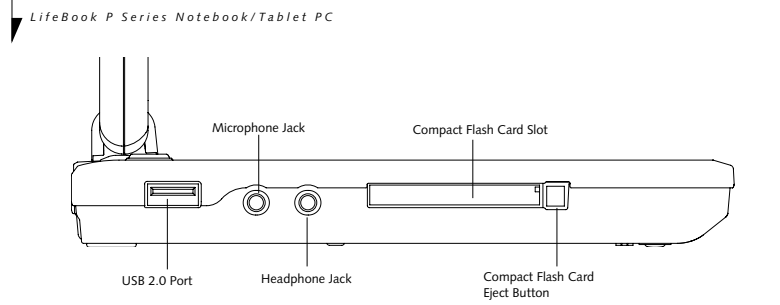 LifeBook P Series Notebook/Tablet PC
Microphone Jack
Compact Flash Card Slot
USB 2.0 Port
Headphone Jack
Compact Flash Card
Eject Button